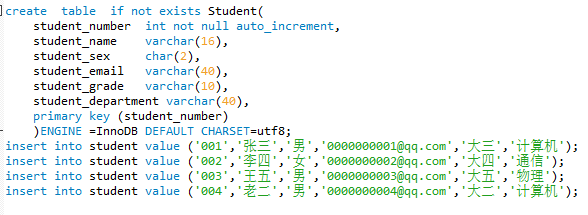 create table if not exists Student(
student_number int not null auto_increment,
student_name varchar(16),
student_sex char(2),
student_email varchar(40),
student_grade varchar(10),
student_department varchar(40),
primary key (student_number)
)ENGINE =InnoDB DEFAULT CHARSET=utf8;
insert into student value ('001','张三','男','0000000001@qq.com','大三','计算机');
insert into student value ('002','李四','女','0000000002@qq.com','大四','通信');
insert into student value ('003','王五','男','0000000003@qq.com','大五','物理');
insert into student value ('004','老二','男','0000000004@qq.com','大二','计算机');